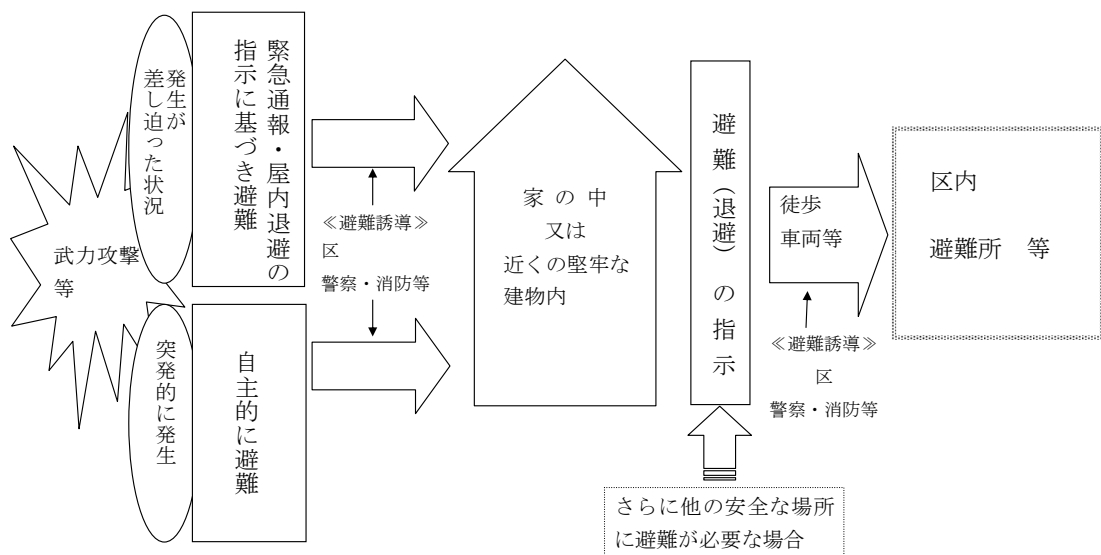 武力攻撃
等
発生が
差し迫った状況
緊急通報・屋内退避の
指示に基づき避難
突発的に発生
自主的に避難
≪避難誘導≫
区
警察・消防等
家の中
又は
近くの堅牢な
建物内
避難(退避)の指示
さらに他の安全な場所
に避難が必要な場合
徒歩
車両等
≪避難誘導≫
区
警察・消防等
区内
避難所 等